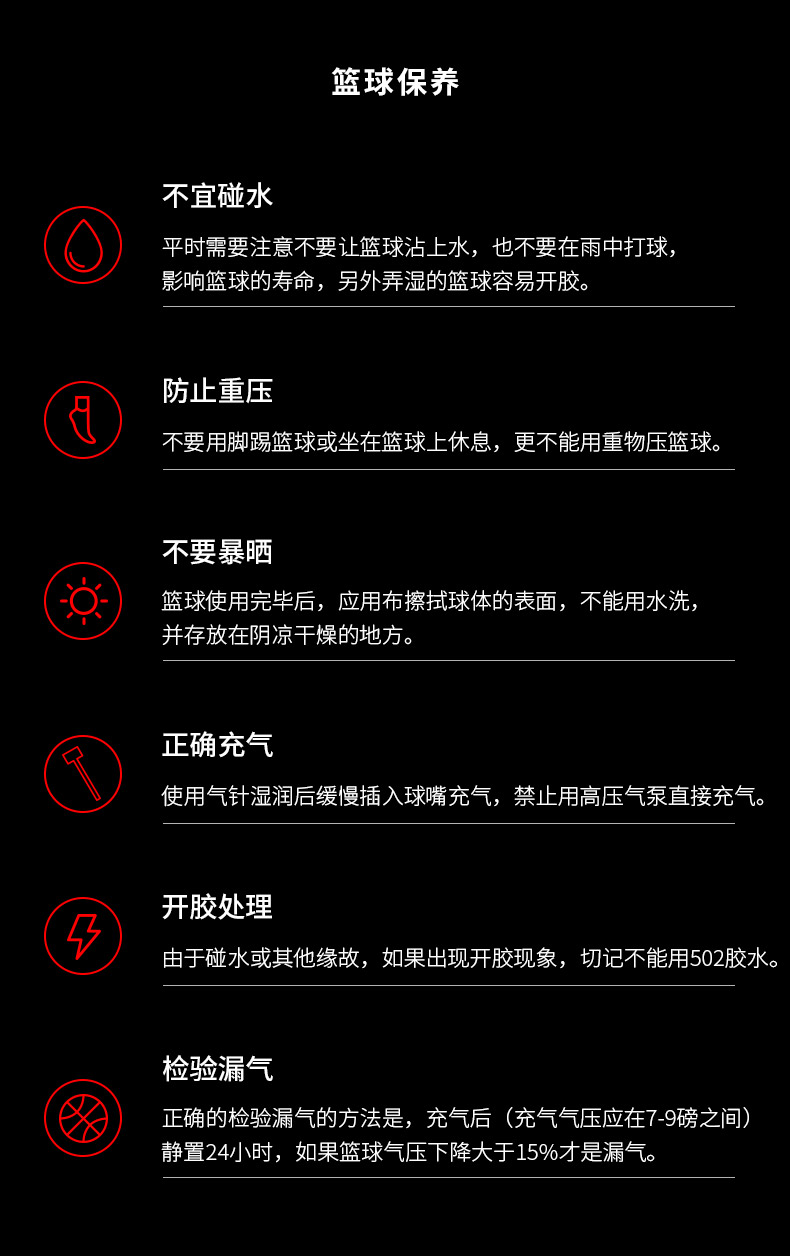 篮球保养
不宜碰水
平时需要注意不要让篮球沾上水，也不要在雨中打球，
影响篮球的寿命，另外弄湿的篮球容易开胶。
防止重压
不要用脚踢篮球或坐在篮球上休息，更不能用重物压篮球。
不要暴晒
篮球使用完毕后，应用布擦拭球体的表面，不能用水洗，
并存放在阴凉干燥的地方。
正确充气
使用气针湿润后缓慢插入球嘴充气，禁止用高压气泵直接充气。
开胶处理
由于碰水或其他缘故，如果出现开胶现象，切记不能用502胶水。
检验漏气
正确的检验漏气的方法是，充气后（充气气压应在7-9磅之间）
静置24小时，如果篮球气压下降大于15%才是漏气。